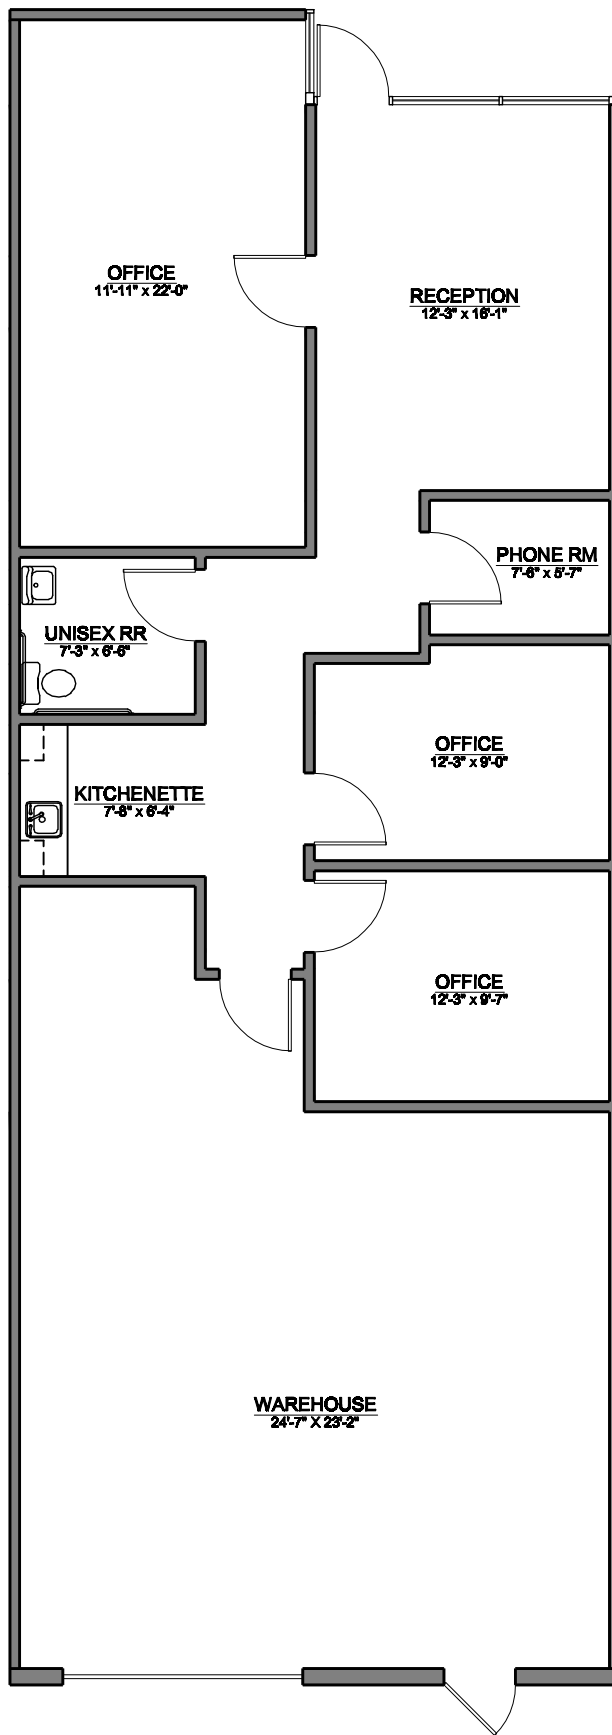 OFFICE
11'-11" x 22'-0"
RECEPTION
12'-3" x 16'-1"
PHONE RM
7'-6" x 5'-7"
UNISEX RR
7'-3" x 6'-6"
OFFICE
12'-3" x 9'-0"
KITCHENETTE
7'-8" x 6'-4"
OFFICE
12'-3" x 9'-7"
WAREHOUSE
24'-7" X 23'-2"